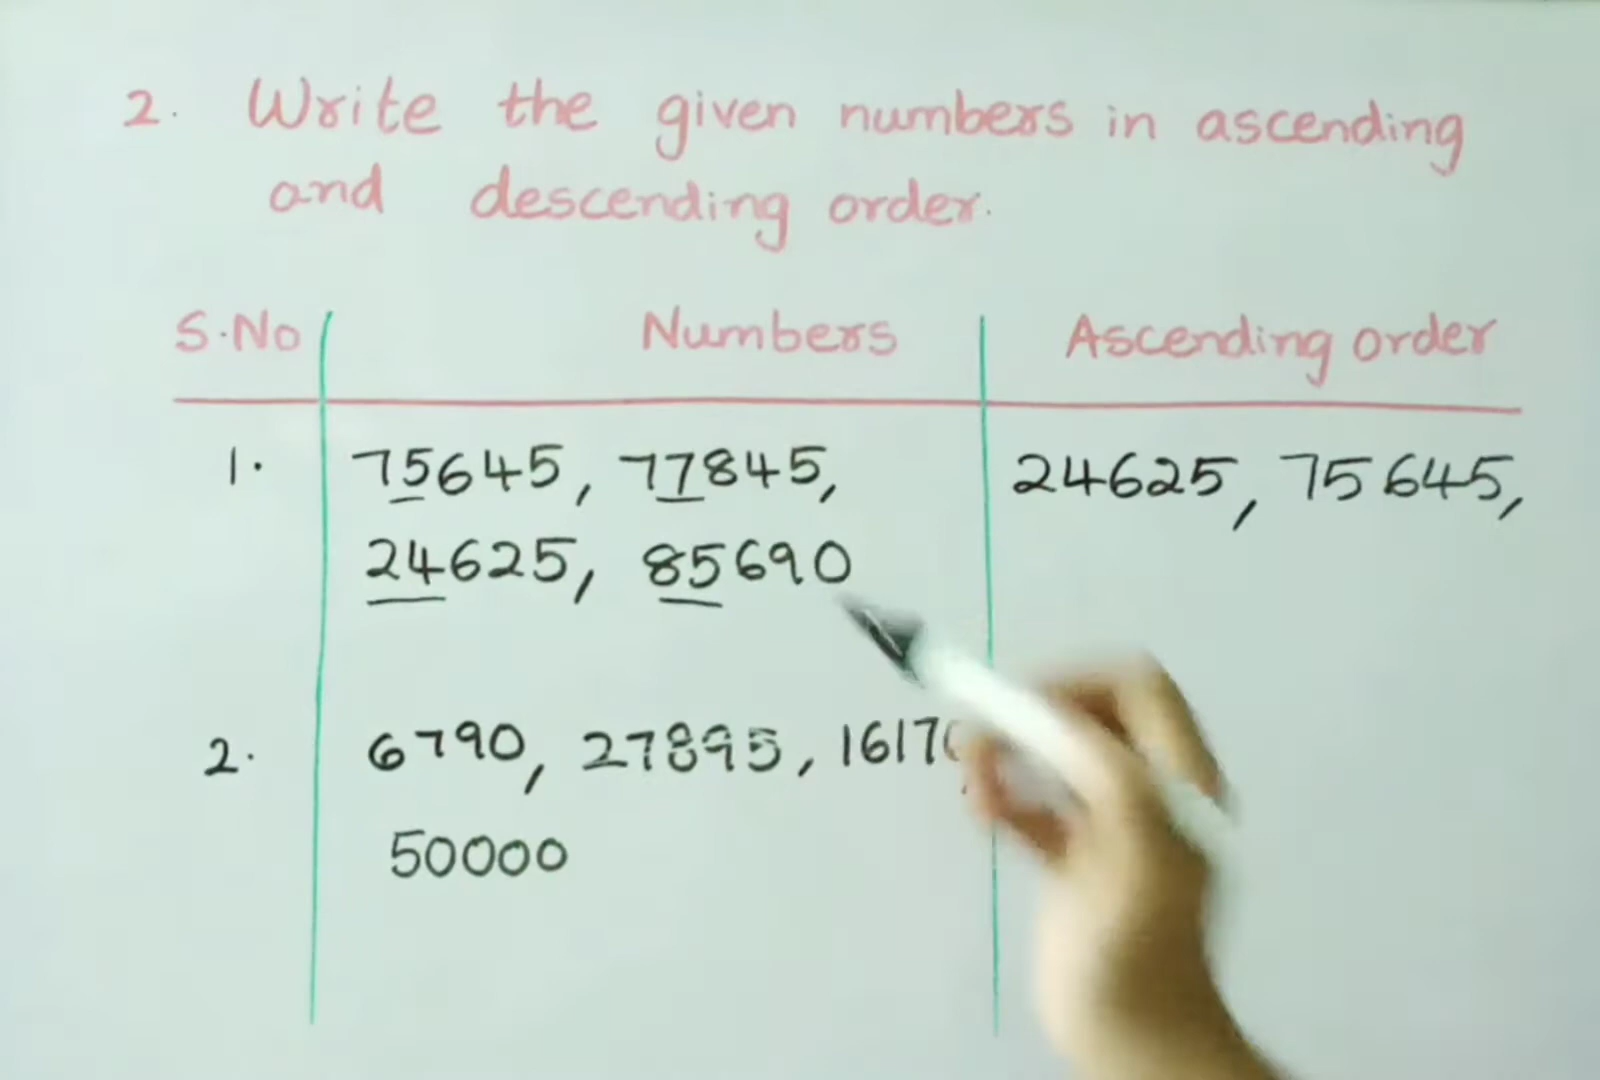 2. Write the given numbers in ascending
and descending order.
S.No Numbers Ascending order
1. 75645, 77845, 24625, 75645,
24625, 85690
2. 6790, 27895,
50000